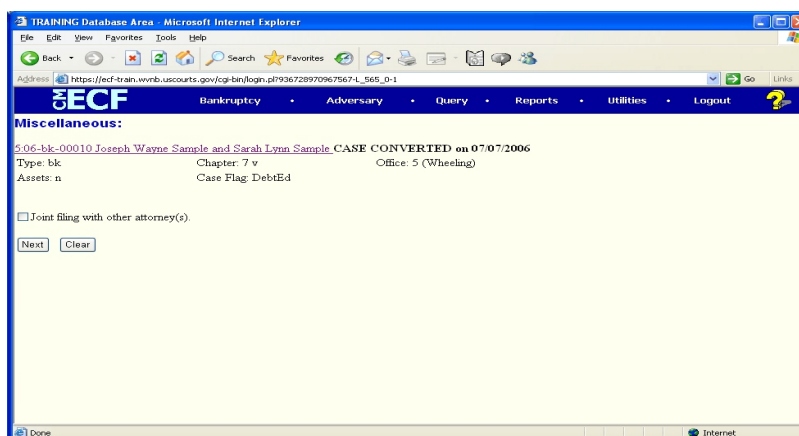 TRAINING Database Area - Microsoft Internet Explorer
File Edit View Favorites Tools Help
Back Search Favorites
Address https://ecf-train.wvnb.uscourts.gov/cgi-bin/login.pl?936728970967567-L_565_0-1 Go Links
CM ECF Bankruptcy • Adversary • Query • Reports • Utilities • Logout ?
Miscellaneous:
5:06-bk-00010 Joseph Wayne Sample and Sarah Lynn Sample CASE CONVERTED on 07/07/2006
Type: bk Chapter: 7 v Office: 5 (Wheeling)
Assets: n Case Flag: DebtEd
Joint filing with other attorney(s).
Next Clear
Done Internet